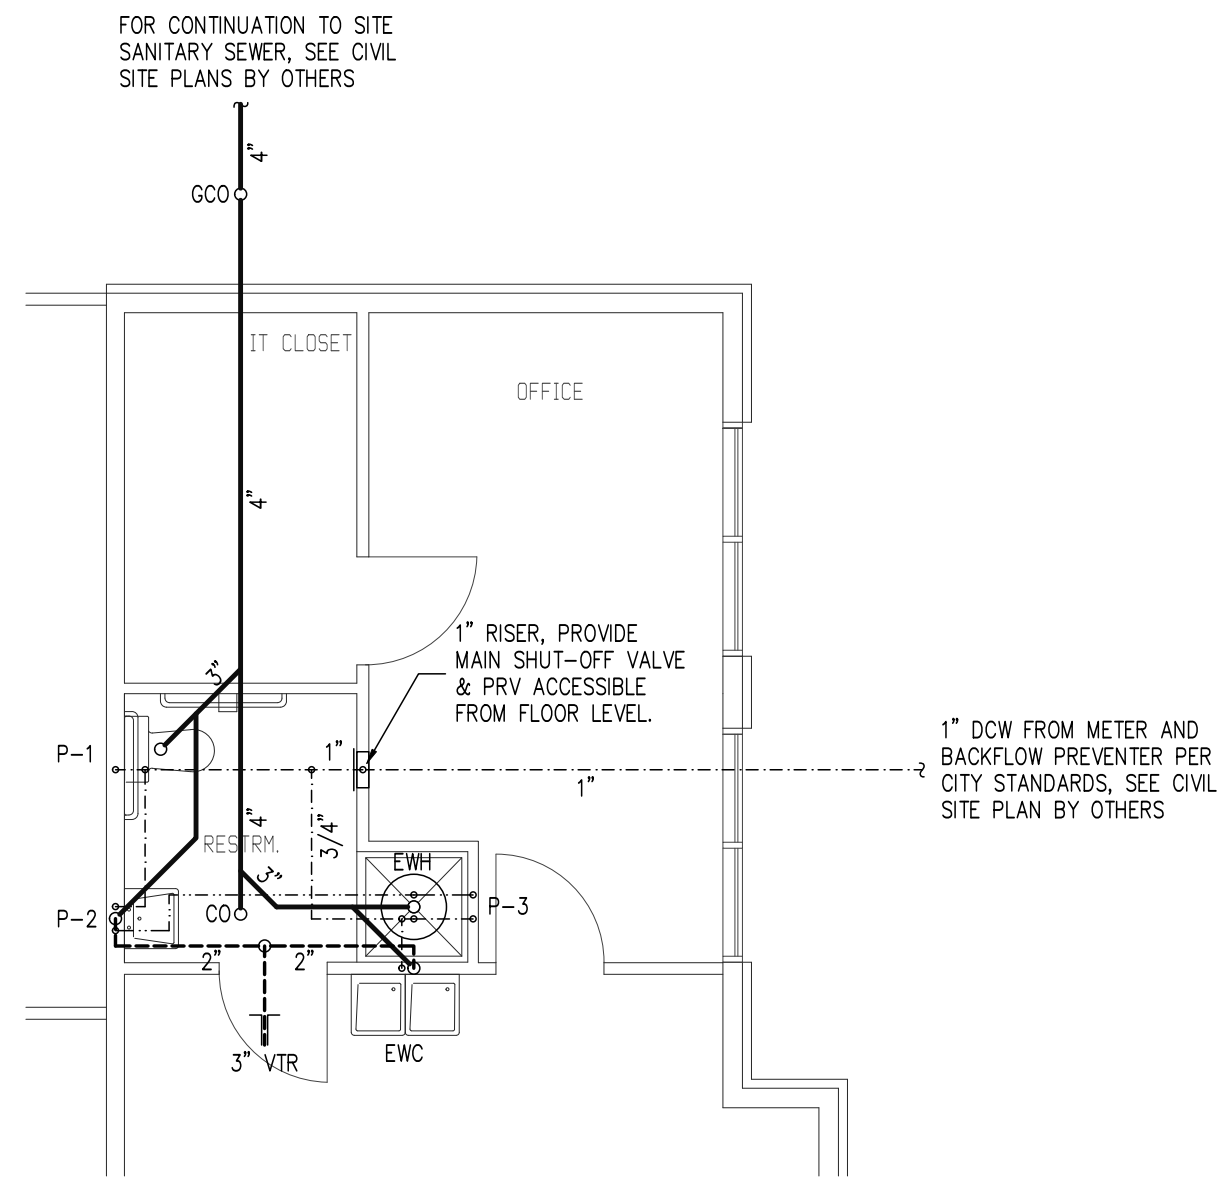 FOR CONTINUATION TO SITE
SANITARY SEWER, SEE CIVIL
SITE PLANS BY OTHERS
4"
GCO
IT CLOSET
OFFICE
4"
1" RISER, PROVIDE
MAIN SHUT-OFF VALVE
& PRV ACCESSIBLE
FROM FLOOR LEVEL.
3"
1" DCW FROM METER AND
BACKFLOW PREVENTER PER
CITY STANDARDS, SEE CIVIL
SITE PLAN BY OTHERS
P-1
1"
1"
4"
3/4"
RESTRM.
EWH
3"
P-2
CO
P-3
2"
2"
3" VTR
EWC